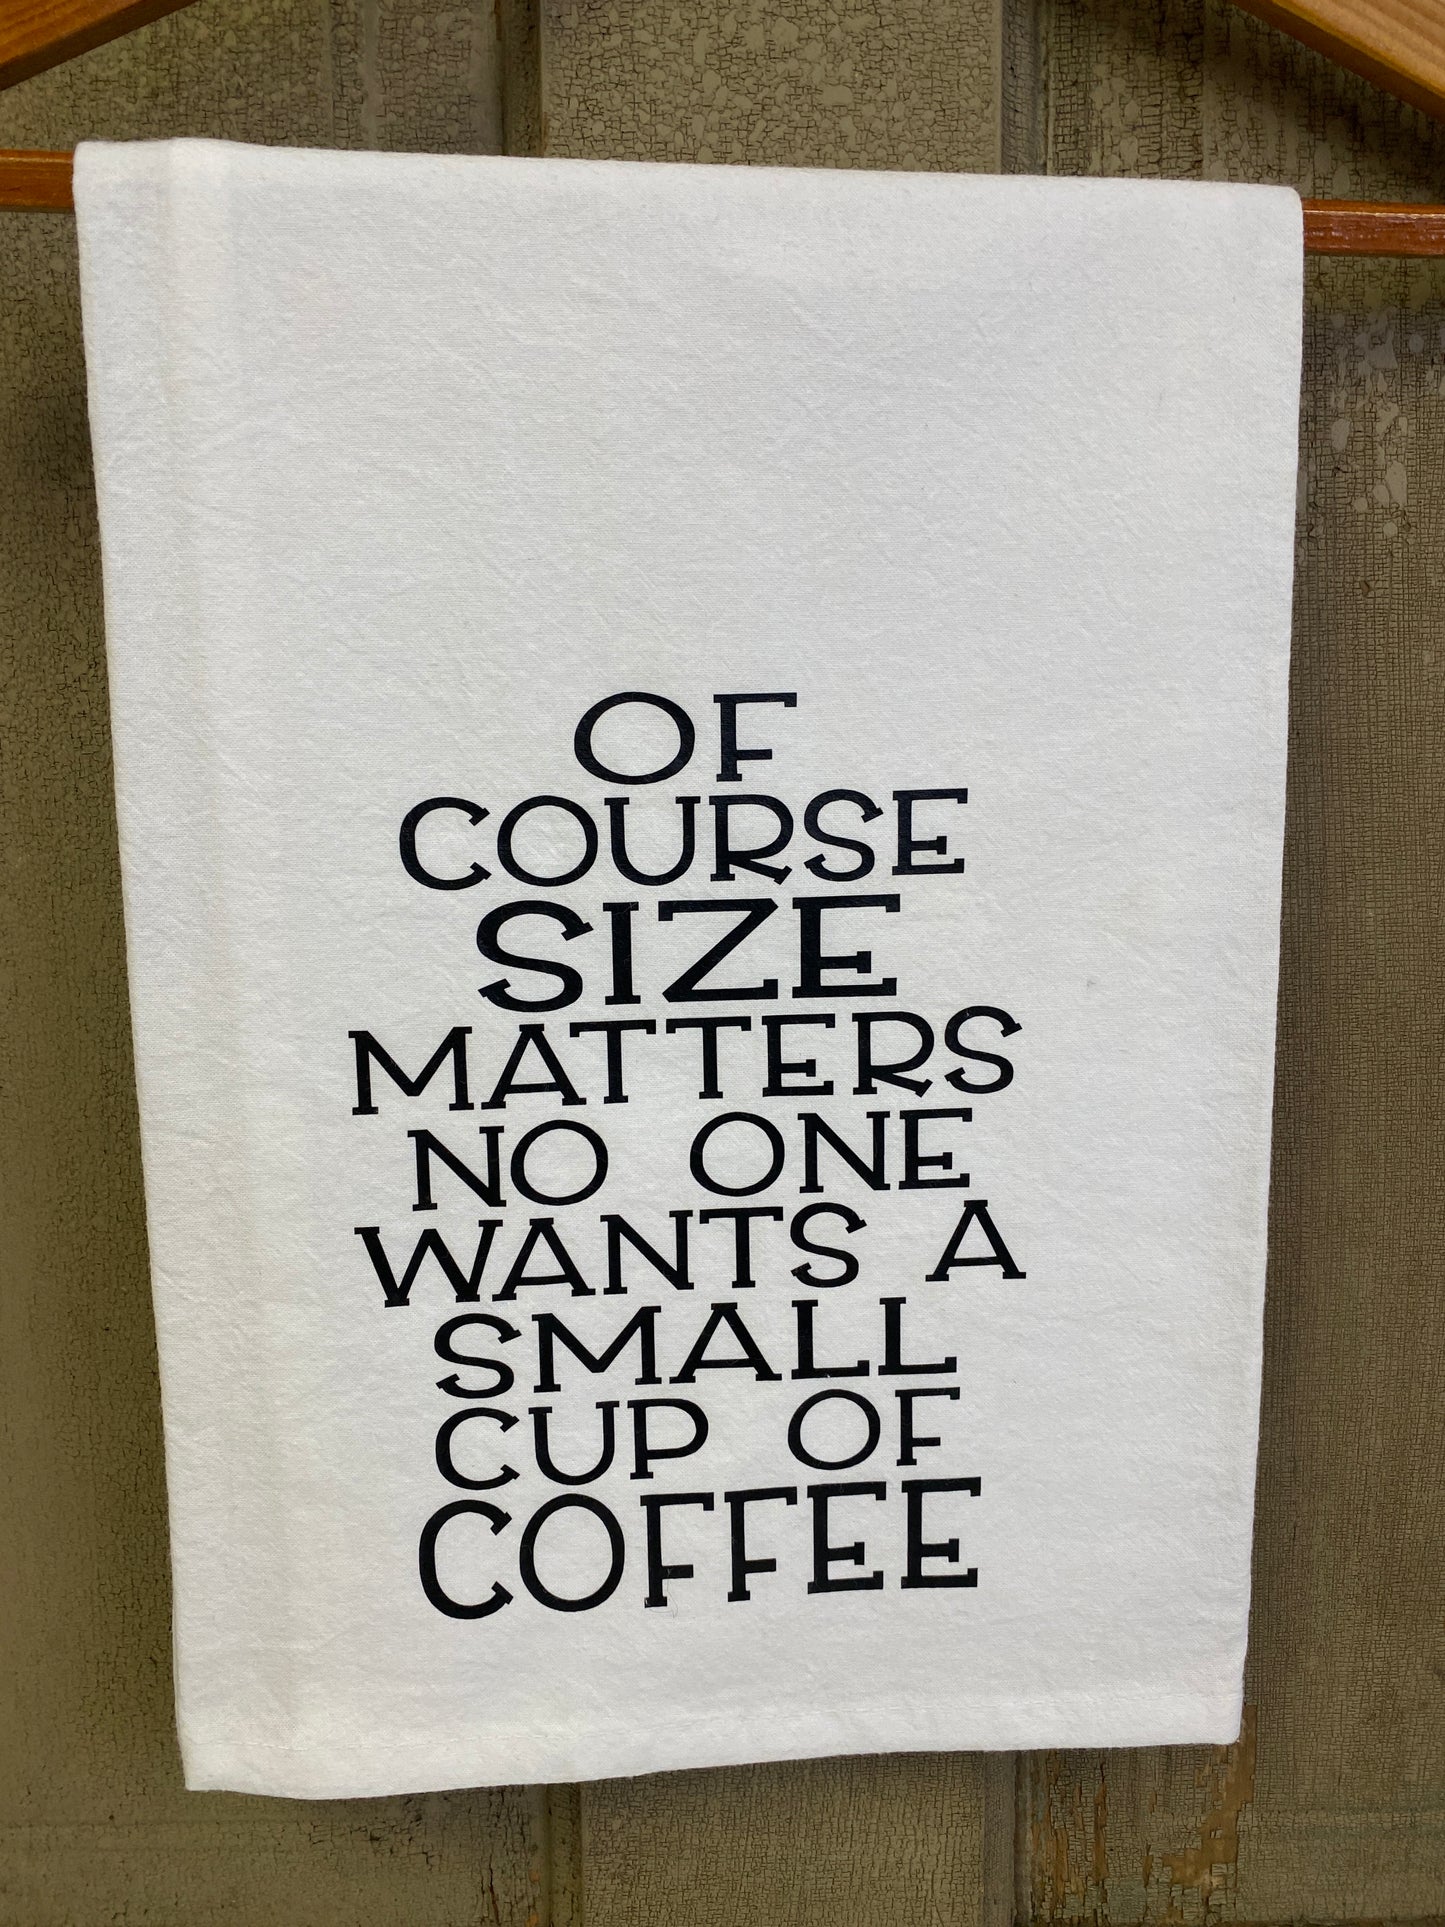 OF
COURSE
SIZE
MATTERS
NO ONE
WANTS A
SMALL
CUP OF
COFFEE